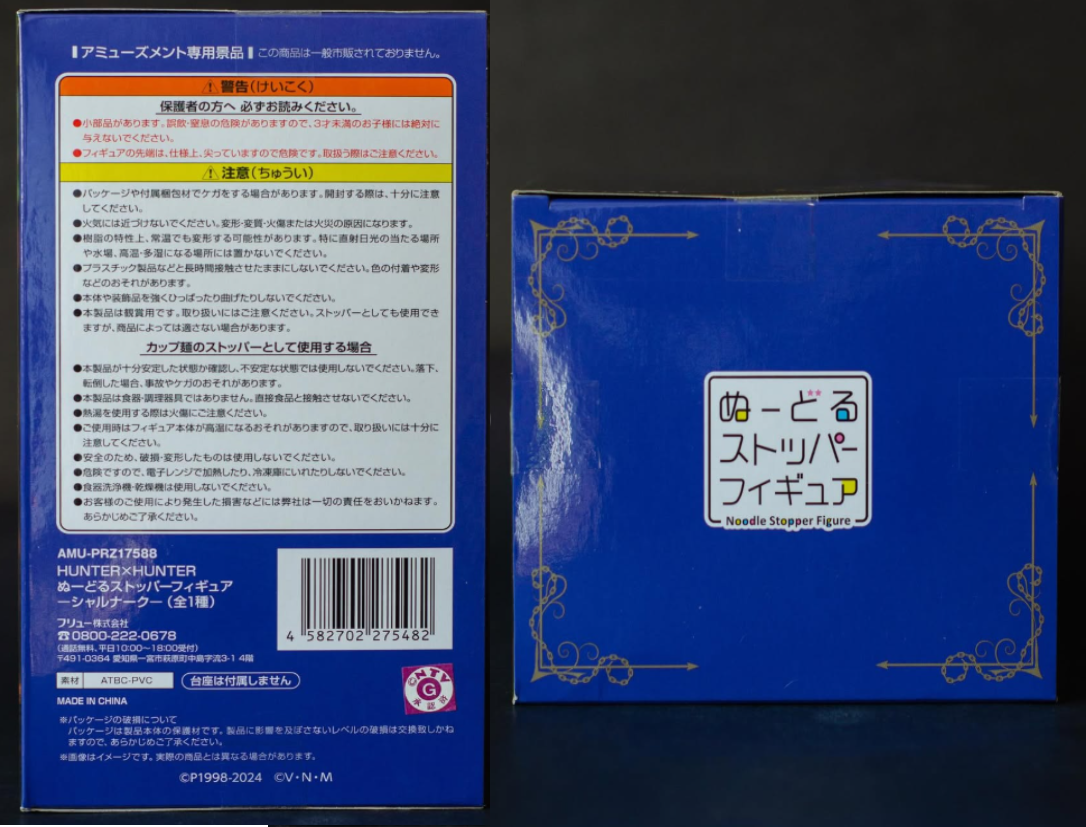 アミューズメント専用景品 この商品は一般市販されておりません。
⚠警告(けいこく)
保護者の方へ 必ずお読みください。
●小部品があります。誤飲・窒息の危険がありますので、3才未満のお子様には絶対に
与えないでください。
●フィギュアの先端は、仕様上、尖っていますので危険です。取扱う際はご注意ください。
⚠注意(ちゅうい)
●パッケージや付属梱包材でケガをする場合があります。開封する際は、十分に注意
してください。
●火気には近づけないでください。変形・変質・火傷または火災の原因になります。
●樹脂の特性上、常温でも変形する可能性があります。特に直射日光の当たる場所
や水場、高温・多湿になる場所には置かないでください。
●プラスチック製品などと長時間接触させたままにしないでください。色の付着や変形
などのおそれがあります。
●本体や装飾品を強くひっぱったり曲げたりしないでください。
●本製品は観賞用です。取り扱いにはご注意ください。ストッパーとしても使用でき
ますが、商品によっては適さない場合があります。
カップ麺のストッパーとして使用する場合
●本製品が十分安定した状態か確認し、不安定な状態では使用しないでください。落下、
転倒した場合、事故やケガのおそれがあります。
●本製品は食器・調理器具ではありません。直接食品と接触させないでください。
●熱湯を使用する際は火傷にご注意ください。
●ご使用時はフィギュア本体が高温になるおそれがありますので、取り扱いには十分に
注意してください。
●安全のため、破損・変形したものは使用しないでください。
●危険ですので、電子レンジで加熱したり、冷凍庫にいれたりしないでください。
●食器洗浄機・乾燥機は使用しないでください。
●お客様のご使用により発生した損害などには弊社は一切の責任をおいかねます。
あらかじめご了承ください。
AMU-PRZ17588
HUNTER×HUNTER
ぬーどるストッパーフィギュア
ーシャルナークー(全1種)
フリュー株式会社
☎0800-222-0678
(通話無料、平日10:00〜18:00受付)
〒491-0364 愛知県一宮市萩原町中島字流3-1 4階
素材 ATBC-PVC 台座は付属しません
MADE IN CHINA
4 582702 275482
©NTV
G
承認済
※パッケージの破損について
パッケージは製品本体の保護材です。製品に影響を及ぼさないレベルの破損は交換致しかね
ますので、あらかじめご了承ください。
※画像はイメージです。実際の商品とは異なる場合があります。
©P1998-2024 ©V・N・M
ぬーどる
ストッパー
フィギュア
Noodle Stopper Figure